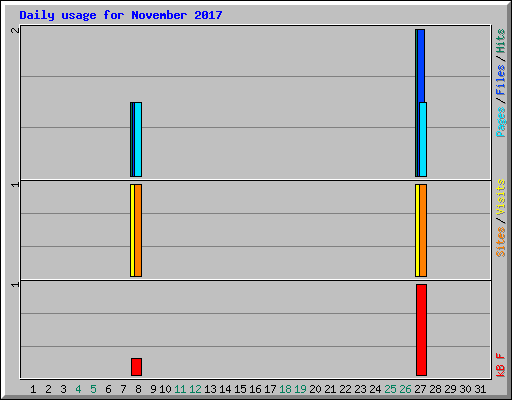 Daily usage for November 2017
2
Pages/Files/Hits
1
Sites/Visits
1
kB F
1 2 3 4 5 6 7 8 9 10 11 12 13 14 15 16 17 18 19 20 21 22 23 24 25 26 27 28 29 30 31